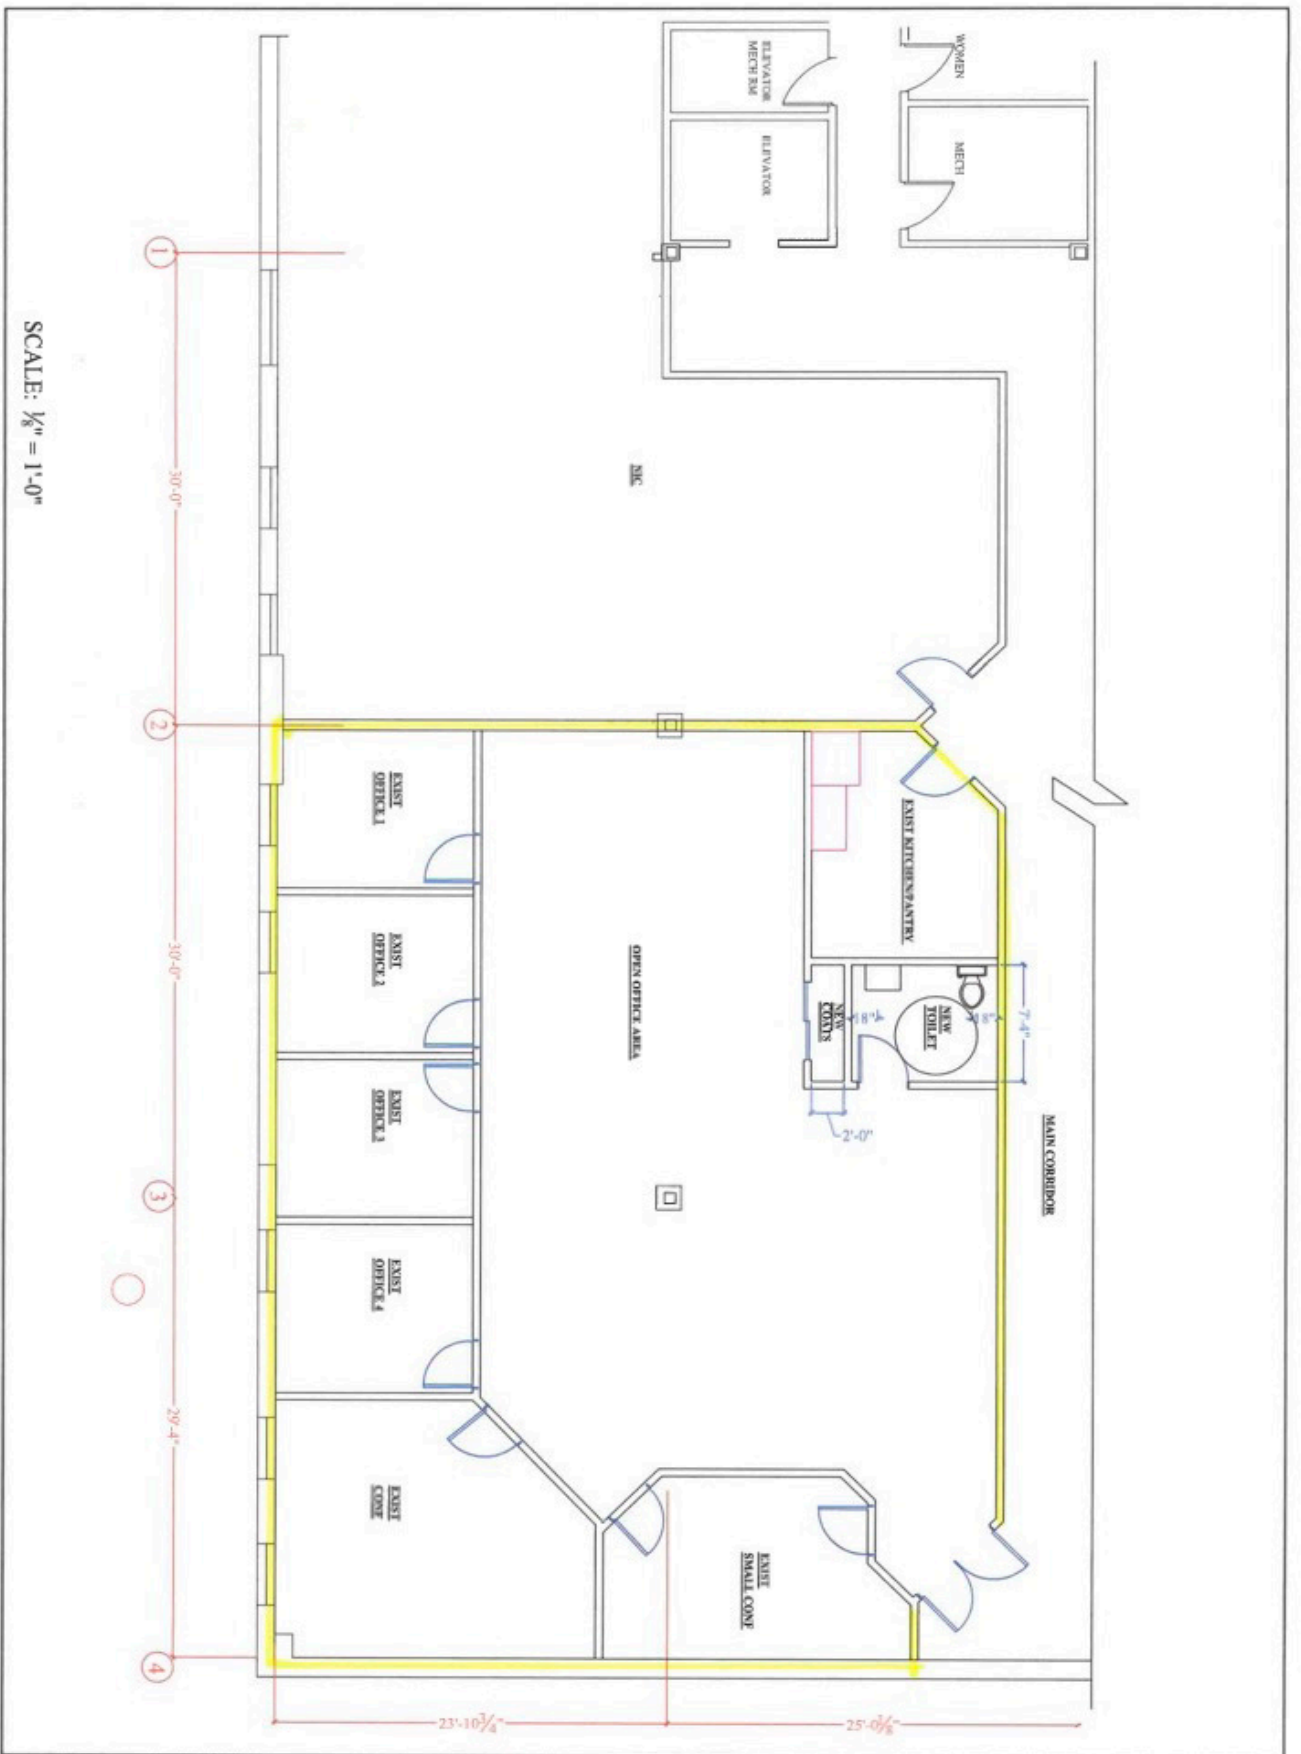 WOMEN
ELEVATOR
MECH RM
MECH
ELEVATOR
1
NIC
30'-0"
SCALE: ⅛" = 1'-0"
2
EXIST
OFFICE 1
EXIST KITCHEN/PANTRY
EXIST
OFFICE 2
30'-0"
OPEN OFFICE AREA
NEW
COATS
18"
NEW
TOILET
18"
7'-4"
EXIST
OFFICE 3
2'-0"
MAIN CORRIDOR
3
EXIST
OFFICE 4
29'-4"
EXIST
CONF
EXIST
SMALL CONF
4
23'-10¾"